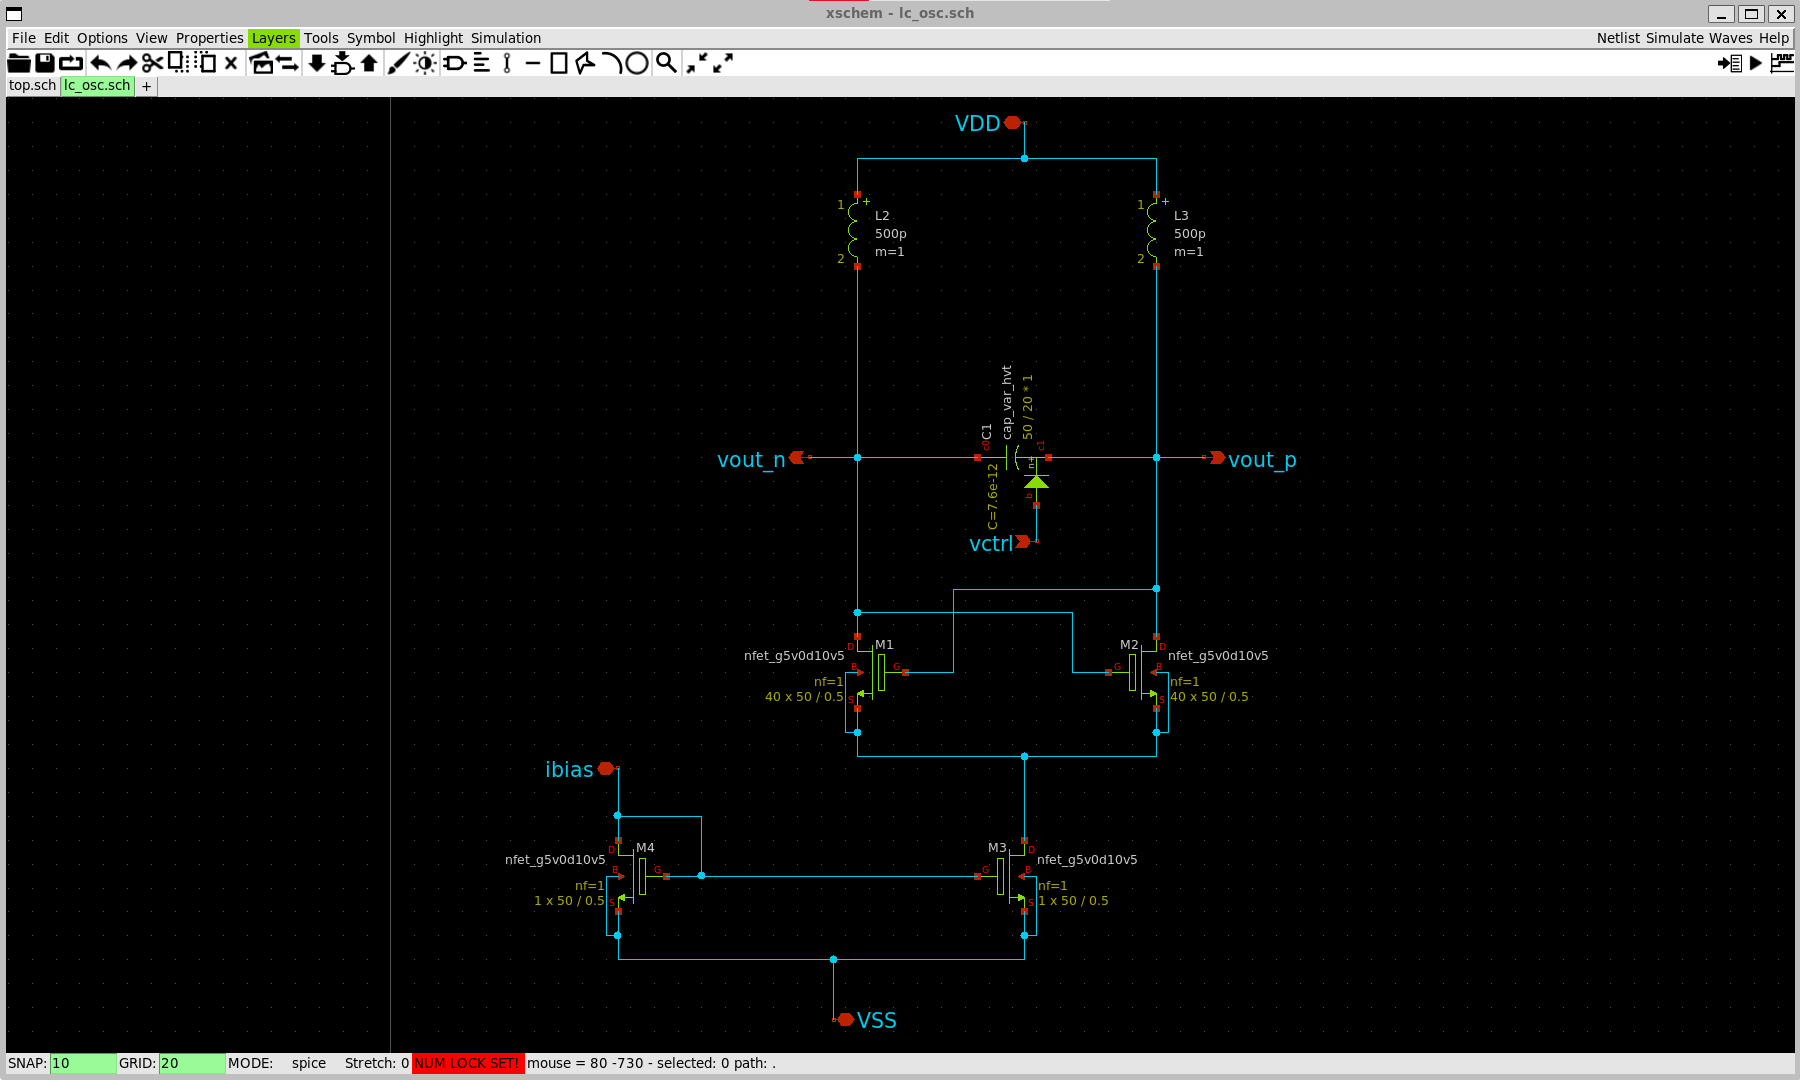 xschem - lc_osc.sch
File Edit Options View Properties Layers Tools Symbol Highlight Simulation Netlist Simulate Waves Help
top.sch lc_osc.sch +
VDD
1 + L2 500p m=1 2
1 + L3 500p m=1 2
C1
cap_var_hvt
50 / 20 * 1
c0
c1
n+
b
C=7.6e-12
vout_n
vout_p
vctrl
M1
nfet_g5v0d10v5
nf=1
40 x 50 / 0.5
D
B
G
S
M2
nfet_g5v0d10v5
nf=1
40 x 50 / 0.5
D
B
G
S
ibias
M4
nfet_g5v0d10v5
nf=1
1 x 50 / 0.5
D
B
G
S
M3
nfet_g5v0d10v5
nf=1
1 x 50 / 0.5
D
B
G
S
VSS
SNAP: 10 GRID: 20 MODE: spice Stretch: 0 NUM LOCK SET! mouse = 80 -730 - selected: 0 path: .